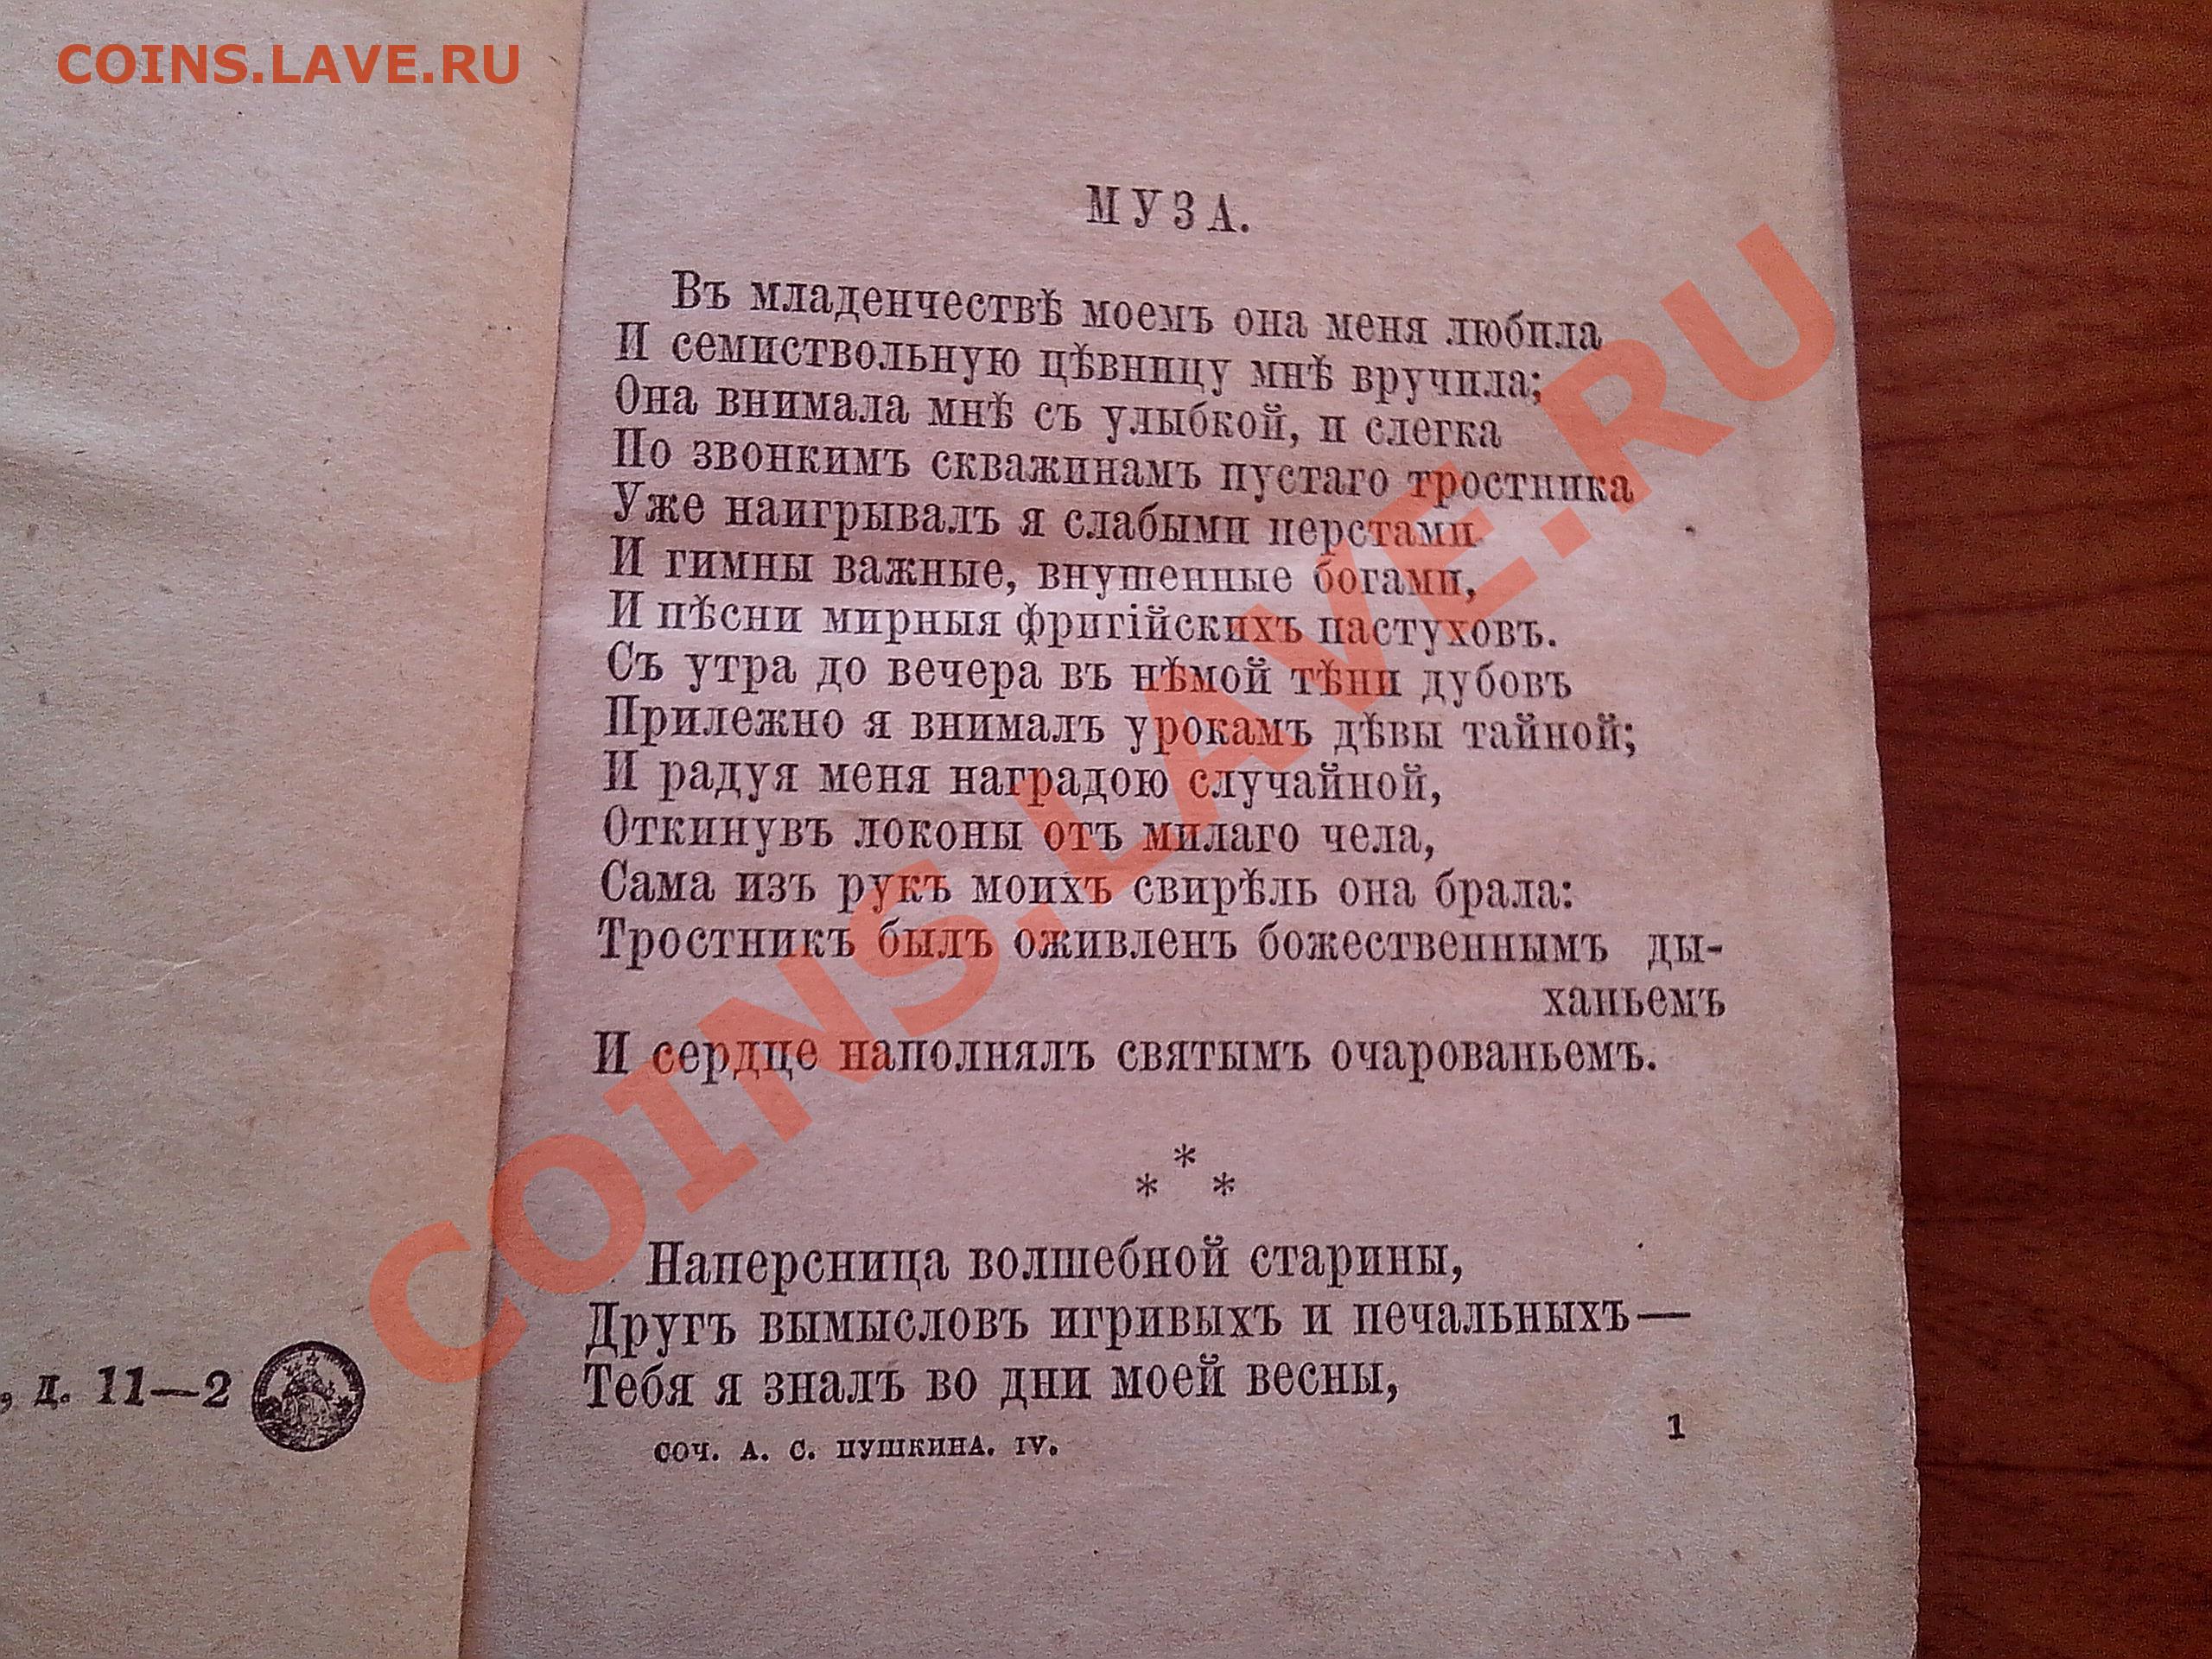 COINS.LAVE.RU
МУЗА.
Въ младенчествѣ моемъ она меня любила
И семиствольную цѣвницу мнѣ вручила;
Она внимала мнѣ съ улыбкой, и слегка
По звонкимъ скважинамъ пустаго тростника
Уже наигрывалъ я слабыми перстами
И гимны важные, внушенные богами,
И пѣсни мирныя фригійскихъ пастуховъ.
Съ утра до вечера въ нѣмой тѣни дубовъ
Прилежно я внималъ урокамъ дѣвы тайной;
И радуя меня наградою случайной,
Откинувъ локоны отъ милаго чела,
Сама изъ рукъ моихъ свирѣль она брала:
Тростникъ былъ оживленъ божественнымъ ды-
ханьемъ
И сердце наполнялъ святымъ очарованьемъ.
*
* *
Наперсница волшебной старины,
Другъ вымысловъ игривыхъ и печальныхъ—
Тебя я зналъ во дни моей весны,
СОЧ. А. С. ПУШКИНА. IV.
1
, д. 11—2
COINS.LAVE.RU